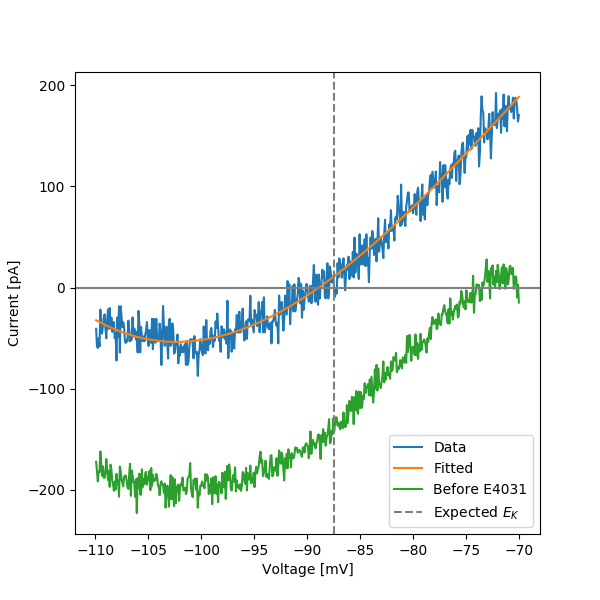 200
100
0
−100
−200
Current [pA]
−110
−105
−100
−95
−90
−85
−80
−75
−70
Voltage [mV]
Data
Fitted
Before E4031
Expected E_K